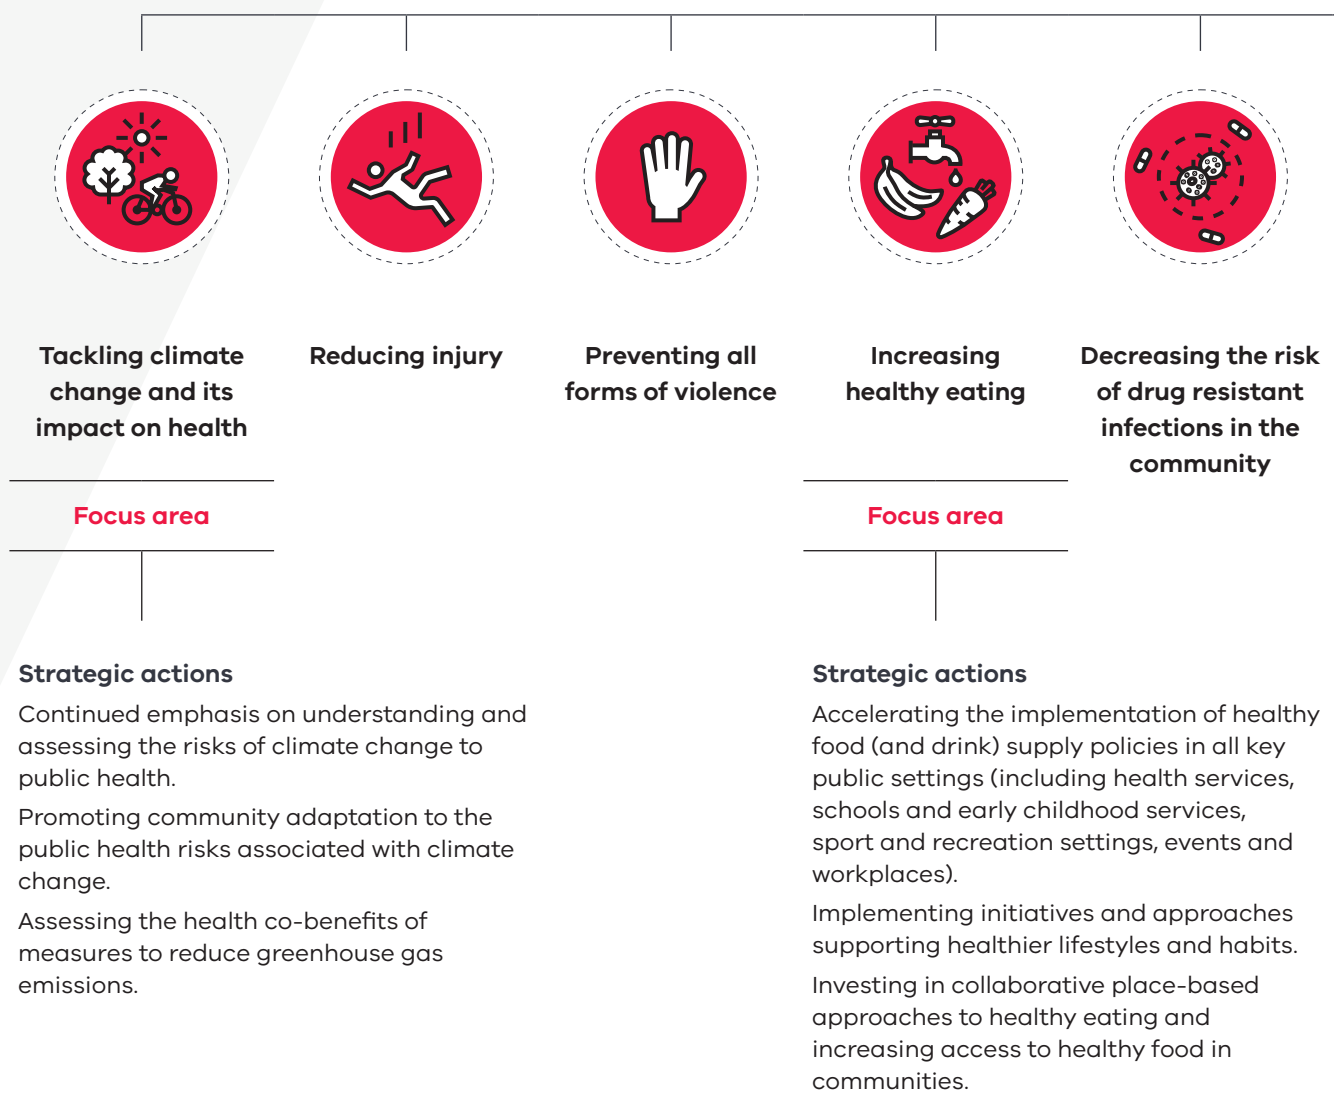 Tackling climate
change and its
impact on health
Focus area
Reducing injury
Preventing all
forms of violence
Increasing
healthy eating
Focus area
Decreasing the risk
of drug resistant
infections in the
community
Strategic actions
Continued emphasis on understanding and
assessing the risks of climate change to
public health.
Promoting community adaptation to the
public health risks associated with climate
change.
Assessing the health co-benefits of
measures to reduce greenhouse gas
emissions.
Strategic actions
Accelerating the implementation of healthy
food (and drink) supply policies in all key
public settings (including health services,
schools and early childhood services,
sport and recreation settings, events and
workplaces).
Implementing initiatives and approaches
supporting healthier lifestyles and habits.
Investing in collaborative place-based
approaches to healthy eating and
increasing access to healthy food in
communities.